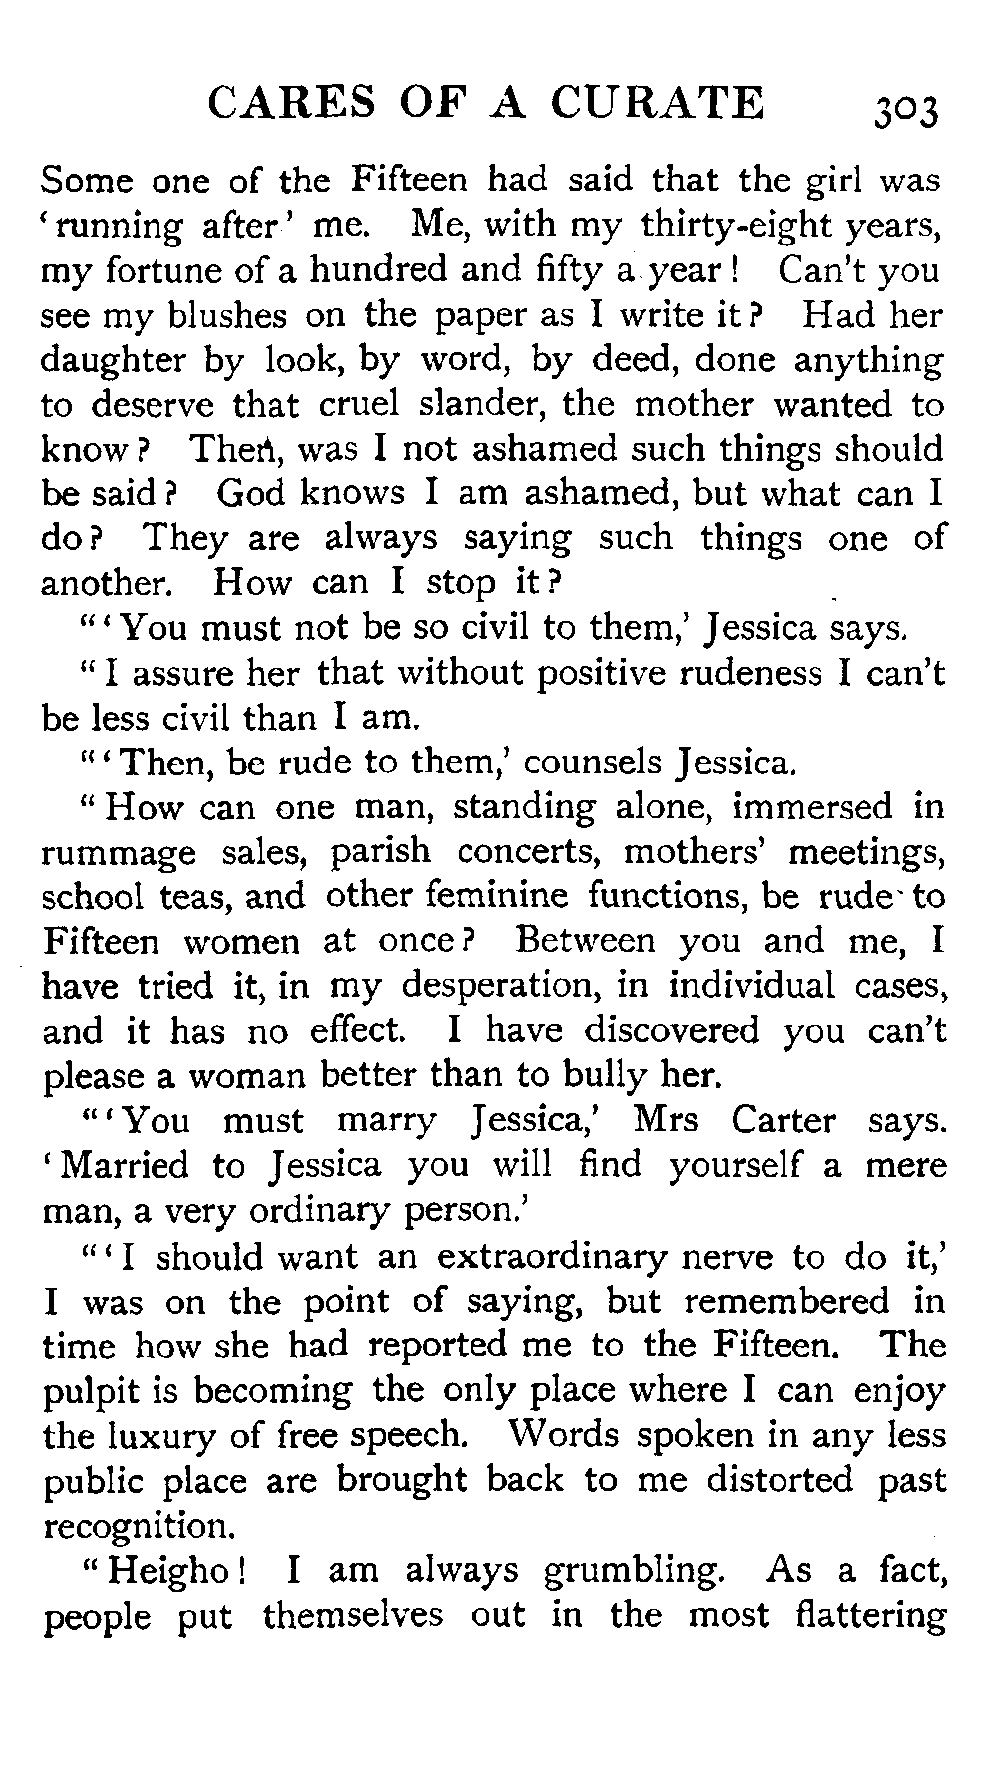 CARES OF A CURATE 303
Some one of the Fifteen had said that the girl was
‘running after’ me. Me, with my thirty-eight years,
my fortune of a hundred and fifty a year! Can't you
see my blushes on the paper as I write it? Had her
daughter by look, by word, by deed, done anything
to deserve that cruel slander, the mother wanted to
know? Then, was I not ashamed such things should
be said? God knows I am ashamed, but what can I
do? They are always saying such things one of
another. How can I stop it?
“‘You must not be so civil to them,’ Jessica says.
“I assure her that without positive rudeness I can't
be less civil than I am.
“‘Then, be rude to them,’ counsels Jessica.
“How can one man, standing alone, immersed in
rummage sales, parish concerts, mothers' meetings,
school teas, and other feminine functions, be rude to
Fifteen women at once? Between you and me, I
have tried it, in my desperation, in individual cases,
and it has no effect. I have discovered you can't
please a woman better than to bully her.
“‘You must marry Jessica,’ Mrs Carter says.
‘Married to Jessica you will find yourself a mere
man, a very ordinary person.’
“‘I should want an extraordinary nerve to do it,’
I was on the point of saying, but remembered in
time how she had reported me to the Fifteen. The
pulpit is becoming the only place where I can enjoy
the luxury of free speech. Words spoken in any less
public place are brought back to me distorted past
recognition.
“Heigho! I am always grumbling. As a fact,
people put themselves out in the most flattering